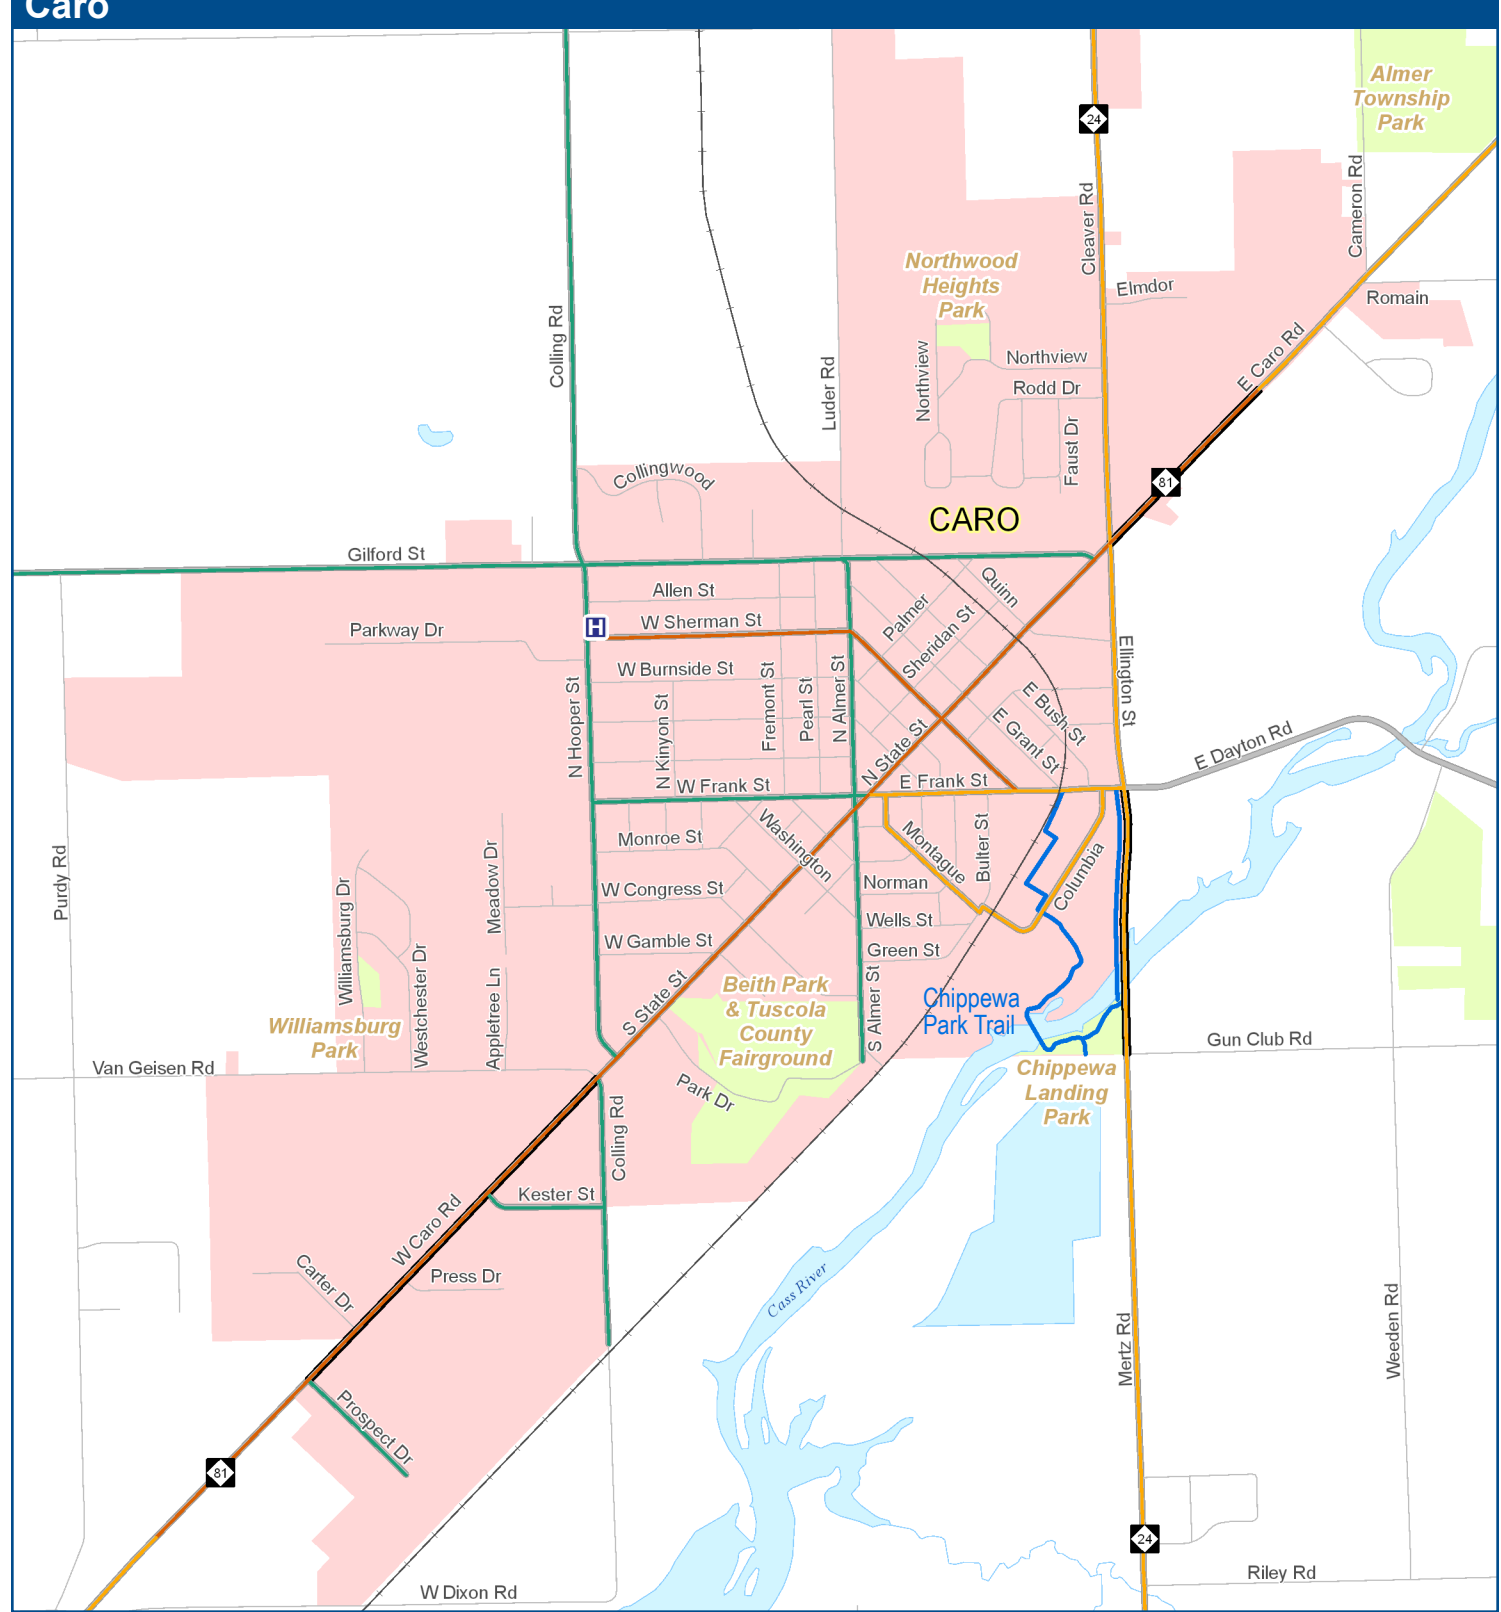 Caro
Almer
Township
Park
24
Cleaver Rd
Cameron Rd
Northwood
Heights
Park
Elmdor
Romain
Colling Rd
Luder Rd
Northview
Northview
Rodd Dr
Faust Dr
E Caro Rd
Collingwood
81
CARO
Gilford St
Allen St
Quinn
Palmer
Sheridan St
H
W Sherman St
Parkway Dr
W Burnside St
N Hooper St
N Kinyon St
Fremont St
Pearl St
N Almer St
N State St
E Bush St
E Grant St
Ellington St
E Dayton Rd
W Frank St
E Frank St
Monroe St
Washington
Montague
Bulter St
Columbia
Purdy Rd
Meadow Dr
Williamsburg Dr
Westchester Dr
Appletree Ln
W Congress St
Norman
Wells St
W Gamble St
Green St
S State St
S Almer St
Beith Park
& Tuscola
County
Fairground
Chippewa
Park Trail
Williamsburg
Park
Van Geisen Rd
Gun Club Rd
Chippewa
Landing
Park
Park Dr
Colling Rd
Kester St
W Caro Rd
Press Dr
Carter Dr
Cass River
Mertz Rd
Weeden Rd
Prospect Dr
81
24
W Dixon Rd
Riley Rd